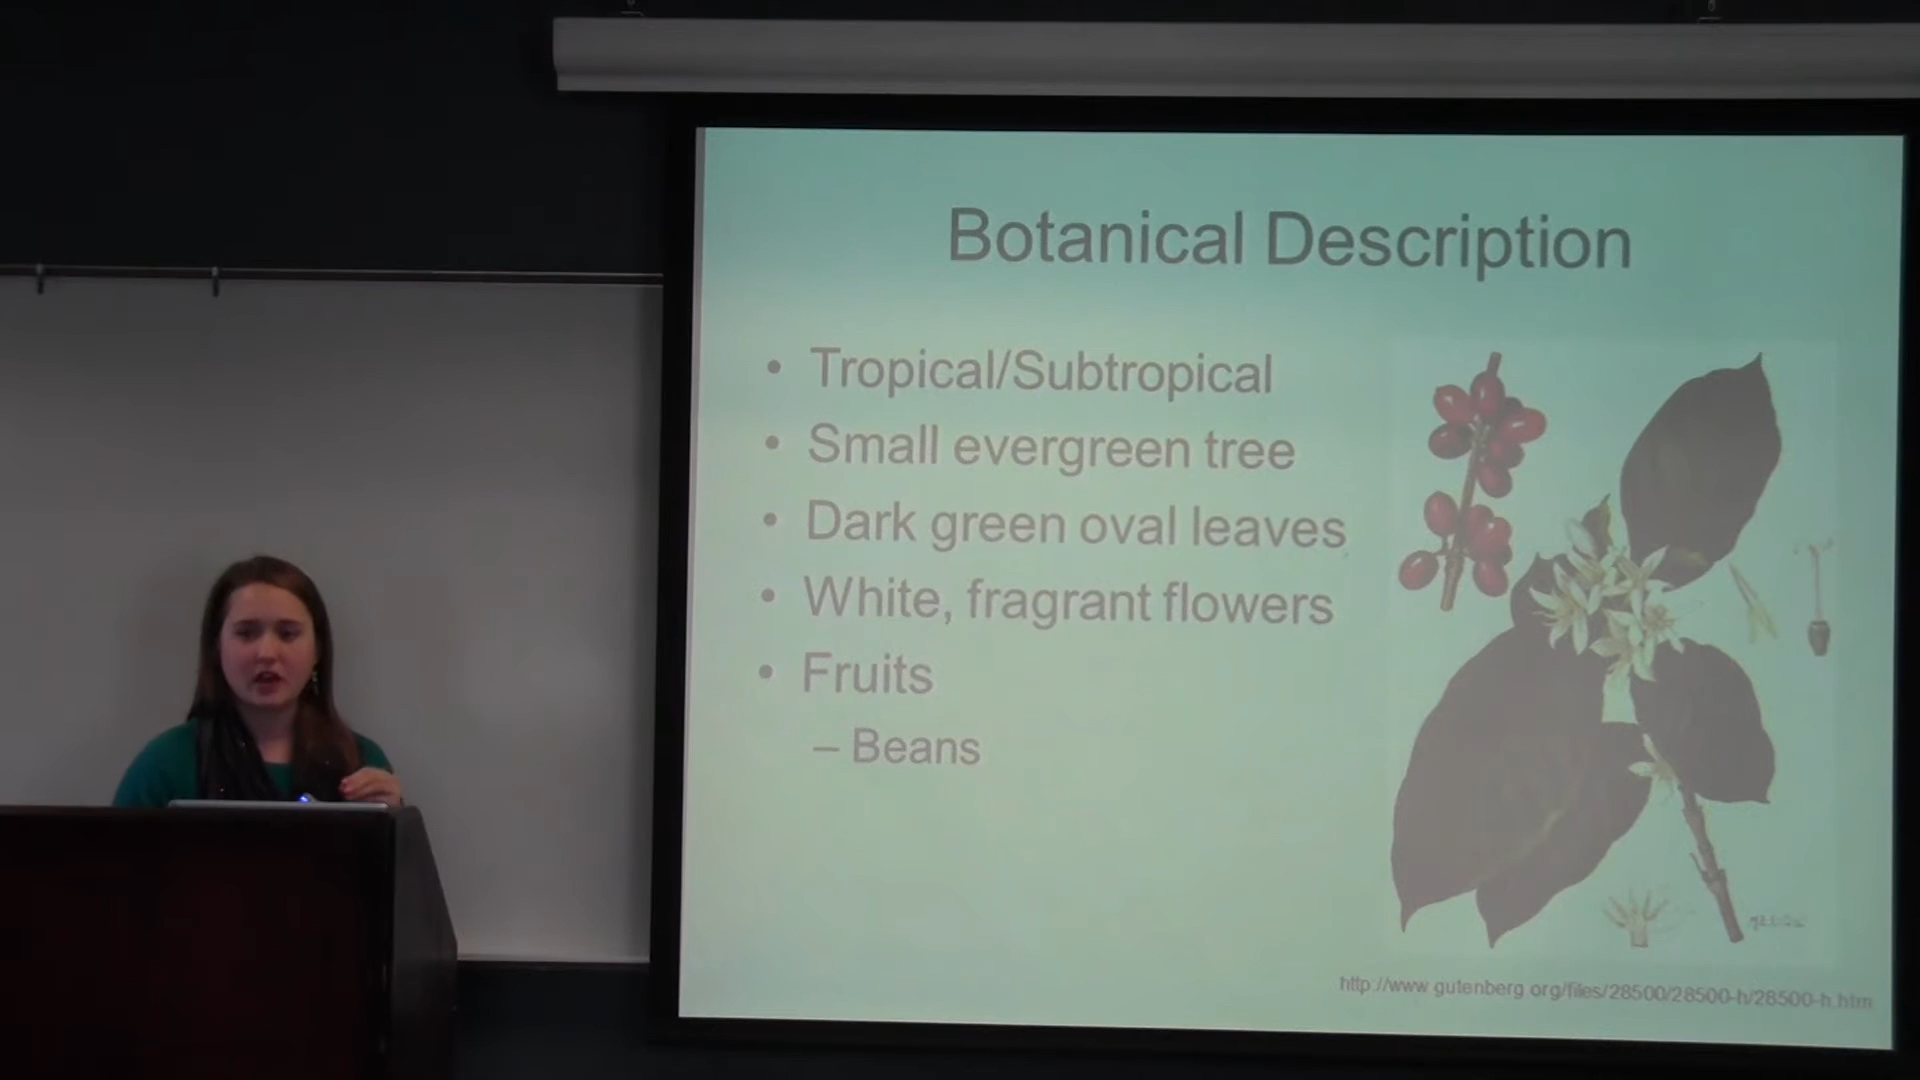 Botanical Description
• Tropical/Subtropical
• Small evergreen tree
• Dark green oval leaves
• White, fragrant flowers
• Fruits
– Beans
http://www.gutenberg.org/files/28500/28500-h/28500-h.htm